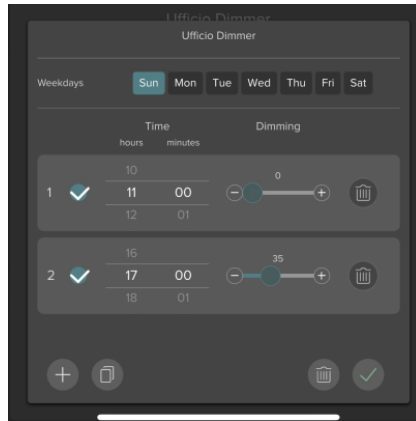 Ufficio Dimmer
Ufficio Dimmer
Weekdays Sun Mon Tue Wed Thu Fri Sat
Time Dimming
hours minutes
10 0
1 11 00
12 01
16 35
2 17 00
18 01